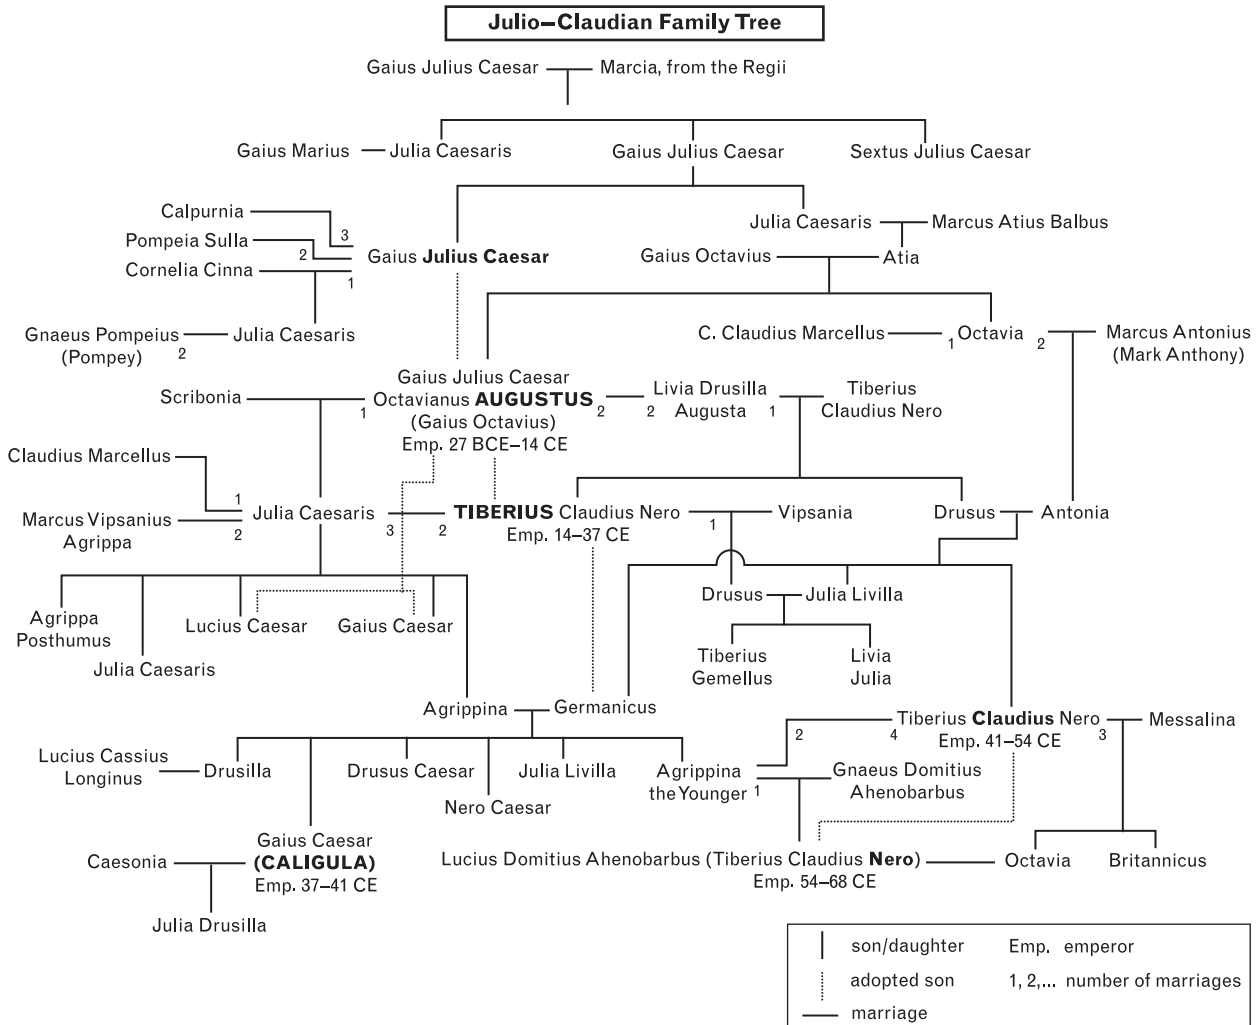 Julio–Claudian Family Tree
Gaius Julius Caesar
Marcia, from the Regii
Gaius Marius
Julia Caesaris
Gaius Julius Caesar
Sextus Julius Caesar
Calpurnia
3
Pompeia Sulla
2
Cornelia Cinna
1
Gaius Julius Caesar
Julia Caesaris
Marcus Atius Balbus
Gaius Octavius
Atia
Gnaeus Pompeius
(Pompey)
2
Julia Caesaris
C. Claudius Marcellus
1
Octavia
2
Marcus Antonius
(Mark Anthony)
Scribonia
1
Gaius Julius Caesar
Octavianus AUGUSTUS
(Gaius Octavius)
Emp. 27 BCE–14 CE
2
2
Livia Drusilla
Augusta
1
Tiberius
Claudius Nero
Claudius Marcellus
1
Marcus Vipsanius
Agrippa
2
Julia Caesaris
3
2
TIBERIUS Claudius Nero
Emp. 14–37 CE
1
Vipsania
Drusus
Antonia
Agrippa
Posthumus
Julia Caesaris
Lucius Caesar
Gaius Caesar
Drusus
Julia Livilla
Tiberius
Gemellus
Livia
Julia
Agrippina
Germanicus
2
4
Tiberius Claudius Nero
Emp. 41–54 CE
3
Messalina
Lucius Cassius
Longinus
Drusilla
Drusus Caesar
Nero Caesar
Julia Livilla
Agrippina
the Younger
1
Gnaeus Domitius
Ahenobarbus
Caesonia
Gaius Caesar
(CALIGULA)
Emp. 37–41 CE
Lucius Domitius Ahenobarbus (Tiberius Claudius Nero)
Emp. 54–68 CE
Octavia
Britannicus
Julia Drusilla
son/daughter
Emp. emperor
adopted son
1, 2,... number of marriages
marriage